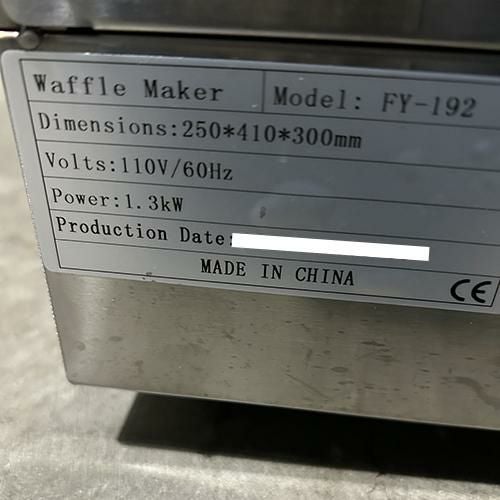 Waffle Maker Model: FY-192
Dimensions:250*410*300mm
Volts:110V/60Hz
Power:1.3kW
Production Date:
MADE IN CHINA
CE